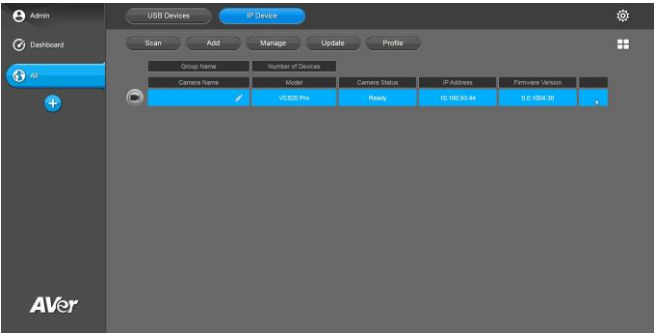 Admin
USB Devices
IP Device
Dashboard
Scan
Add
Manage
Update
Profile
All
Group Name
Number of Devices
Camera Name
Model
Camera Status
IP Address
Firmware Version
VC520 Pro
Ready
10.100.93.44
0.0.1004.30
AVer